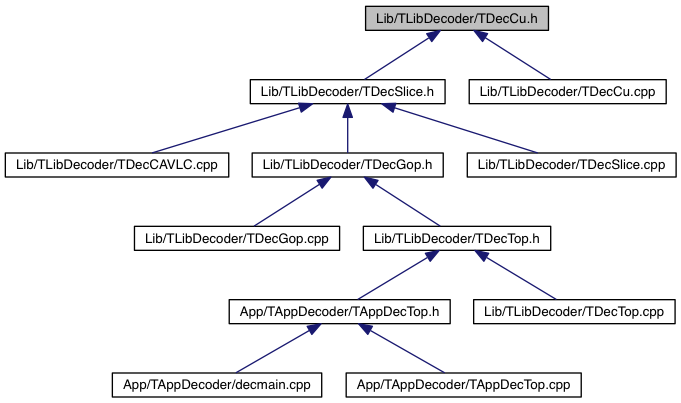 Lib/TLibDecoder/TDecCu.h
Lib/TLibDecoder/TDecSlice.h
Lib/TLibDecoder/TDecCu.cpp
Lib/TLibDecoder/TDecCAVLC.cpp
Lib/TLibDecoder/TDecGop.h
Lib/TLibDecoder/TDecSlice.cpp
Lib/TLibDecoder/TDecGop.cpp
Lib/TLibDecoder/TDecTop.h
App/TAppDecoder/TAppDecTop.h
Lib/TLibDecoder/TDecTop.cpp
App/TAppDecoder/decmain.cpp
App/TAppDecoder/TAppDecTop.cpp